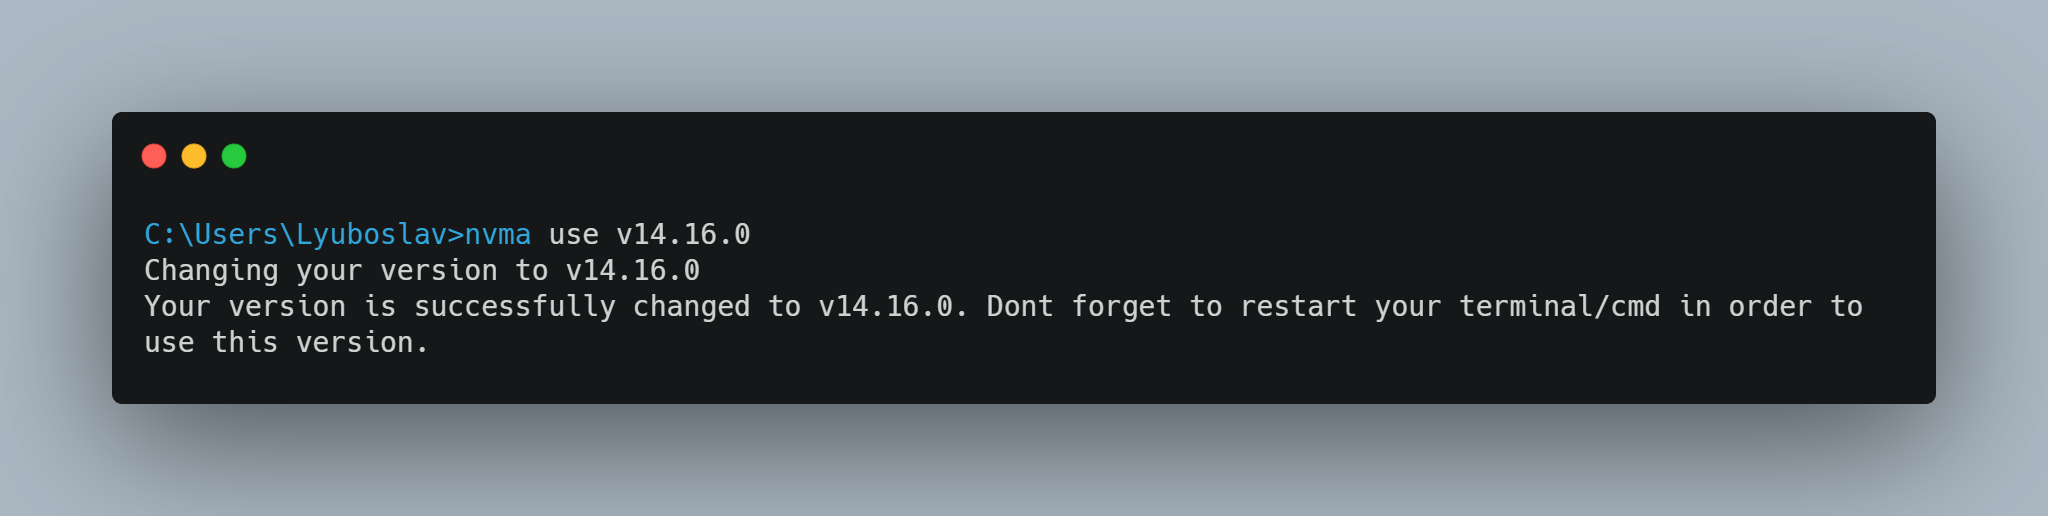 C:\Users\Lyuboslav>nvma use v14.16.0
Changing your version to v14.16.0
Your version is successfully changed to v14.16.0. Dont forget to restart your terminal/cmd in order to
use this version.